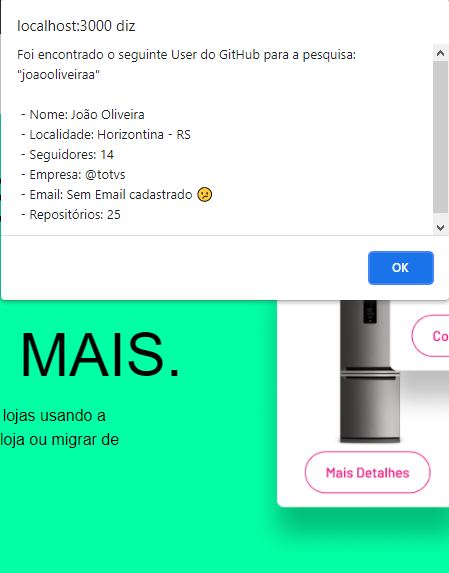 localhost:3000 diz
Foi encontrado o seguinte User do GitHub para a pesquisa:
"joaooliveiraa"
- Nome: João Oliveira
- Localidade: Horizontina - RS
- Seguidores: 14
- Empresa: @totvs
- Email: Sem Email cadastrado 😕
- Repositórios: 25
OK
MAIS.
lojas usando a
loja ou migrar de
Co
Mais Detalhes